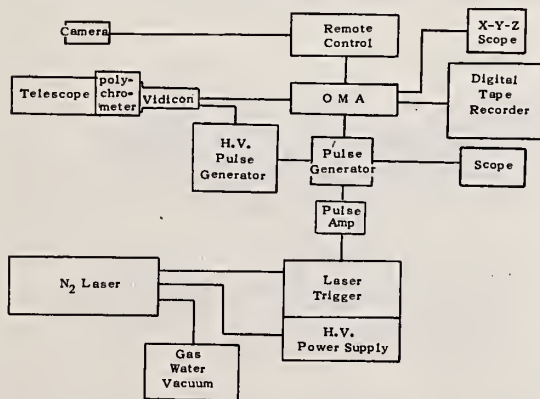 Camera
Remote
Control
X-Y-Z
Scope
Telescope
poly-
chro-
meter
Vidicon
O M A
Digital
Tape
Recorder
H.V.
Pulse
Generator
Pulse
Generator
Scope
Pulse
Amp
N₂ Laser
Laser
Trigger
H.V.
Power Supply
Gas
Water
Vacuum